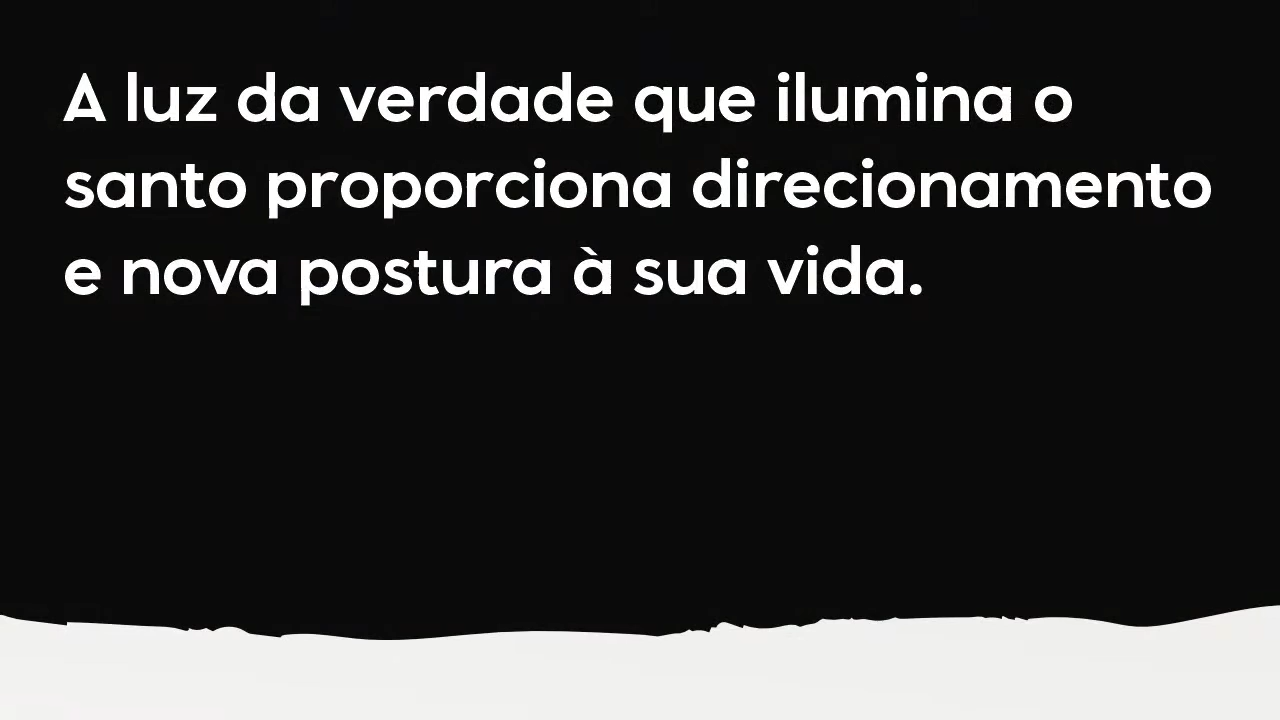 A luz da verdade que ilumina o
santo proporciona direcionamento
e nova postura à sua vida.